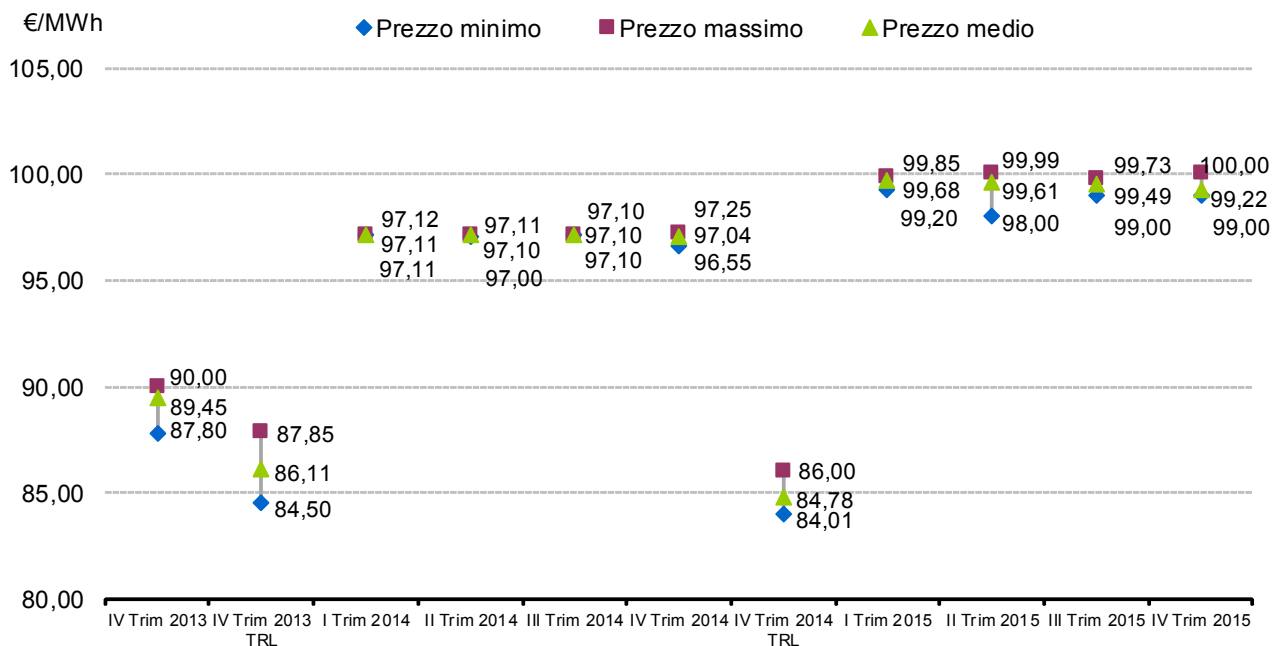 €/MWh
Prezzo minimo Prezzo massimo Prezzo medio
105,00
100,00
95,00
90,00
85,00
80,00
90,00
89,45
87,80
87,85
86,11
84,50
97,12
97,11
97,11
97,11
97,10
97,00
97,10
97,10
97,10
97,25
97,04
96,55
86,00
84,78
84,01
99,85
99,68
99,20
99,99
99,61
98,00
99,73
99,49
99,00
100,00
99,22
99,00
IV Trim 2013
IV Trim 2013
TRL
I Trim 2014
II Trim 2014
III Trim 2014
IV Trim 2014
IV Trim 2014
TRL
I Trim 2015
II Trim 2015
III Trim 2015
IV Trim 2015